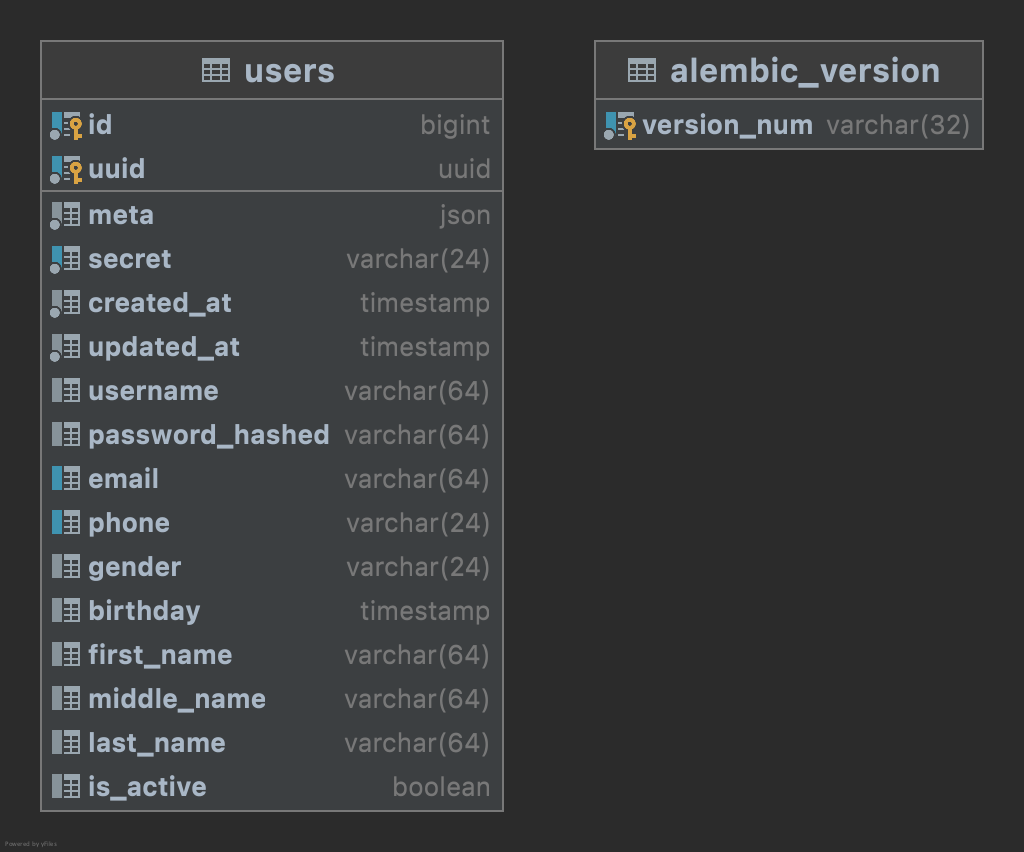 users
id bigint
uuid uuid
meta json
secret varchar(24)
created_at timestamp
updated_at timestamp
username varchar(64)
password_hashed varchar(64)
email varchar(64)
phone varchar(24)
gender varchar(24)
birthday timestamp
first_name varchar(64)
middle_name varchar(64)
last_name varchar(64)
is_active boolean
alembic_version
version_num varchar(32)
Powered by yFiles